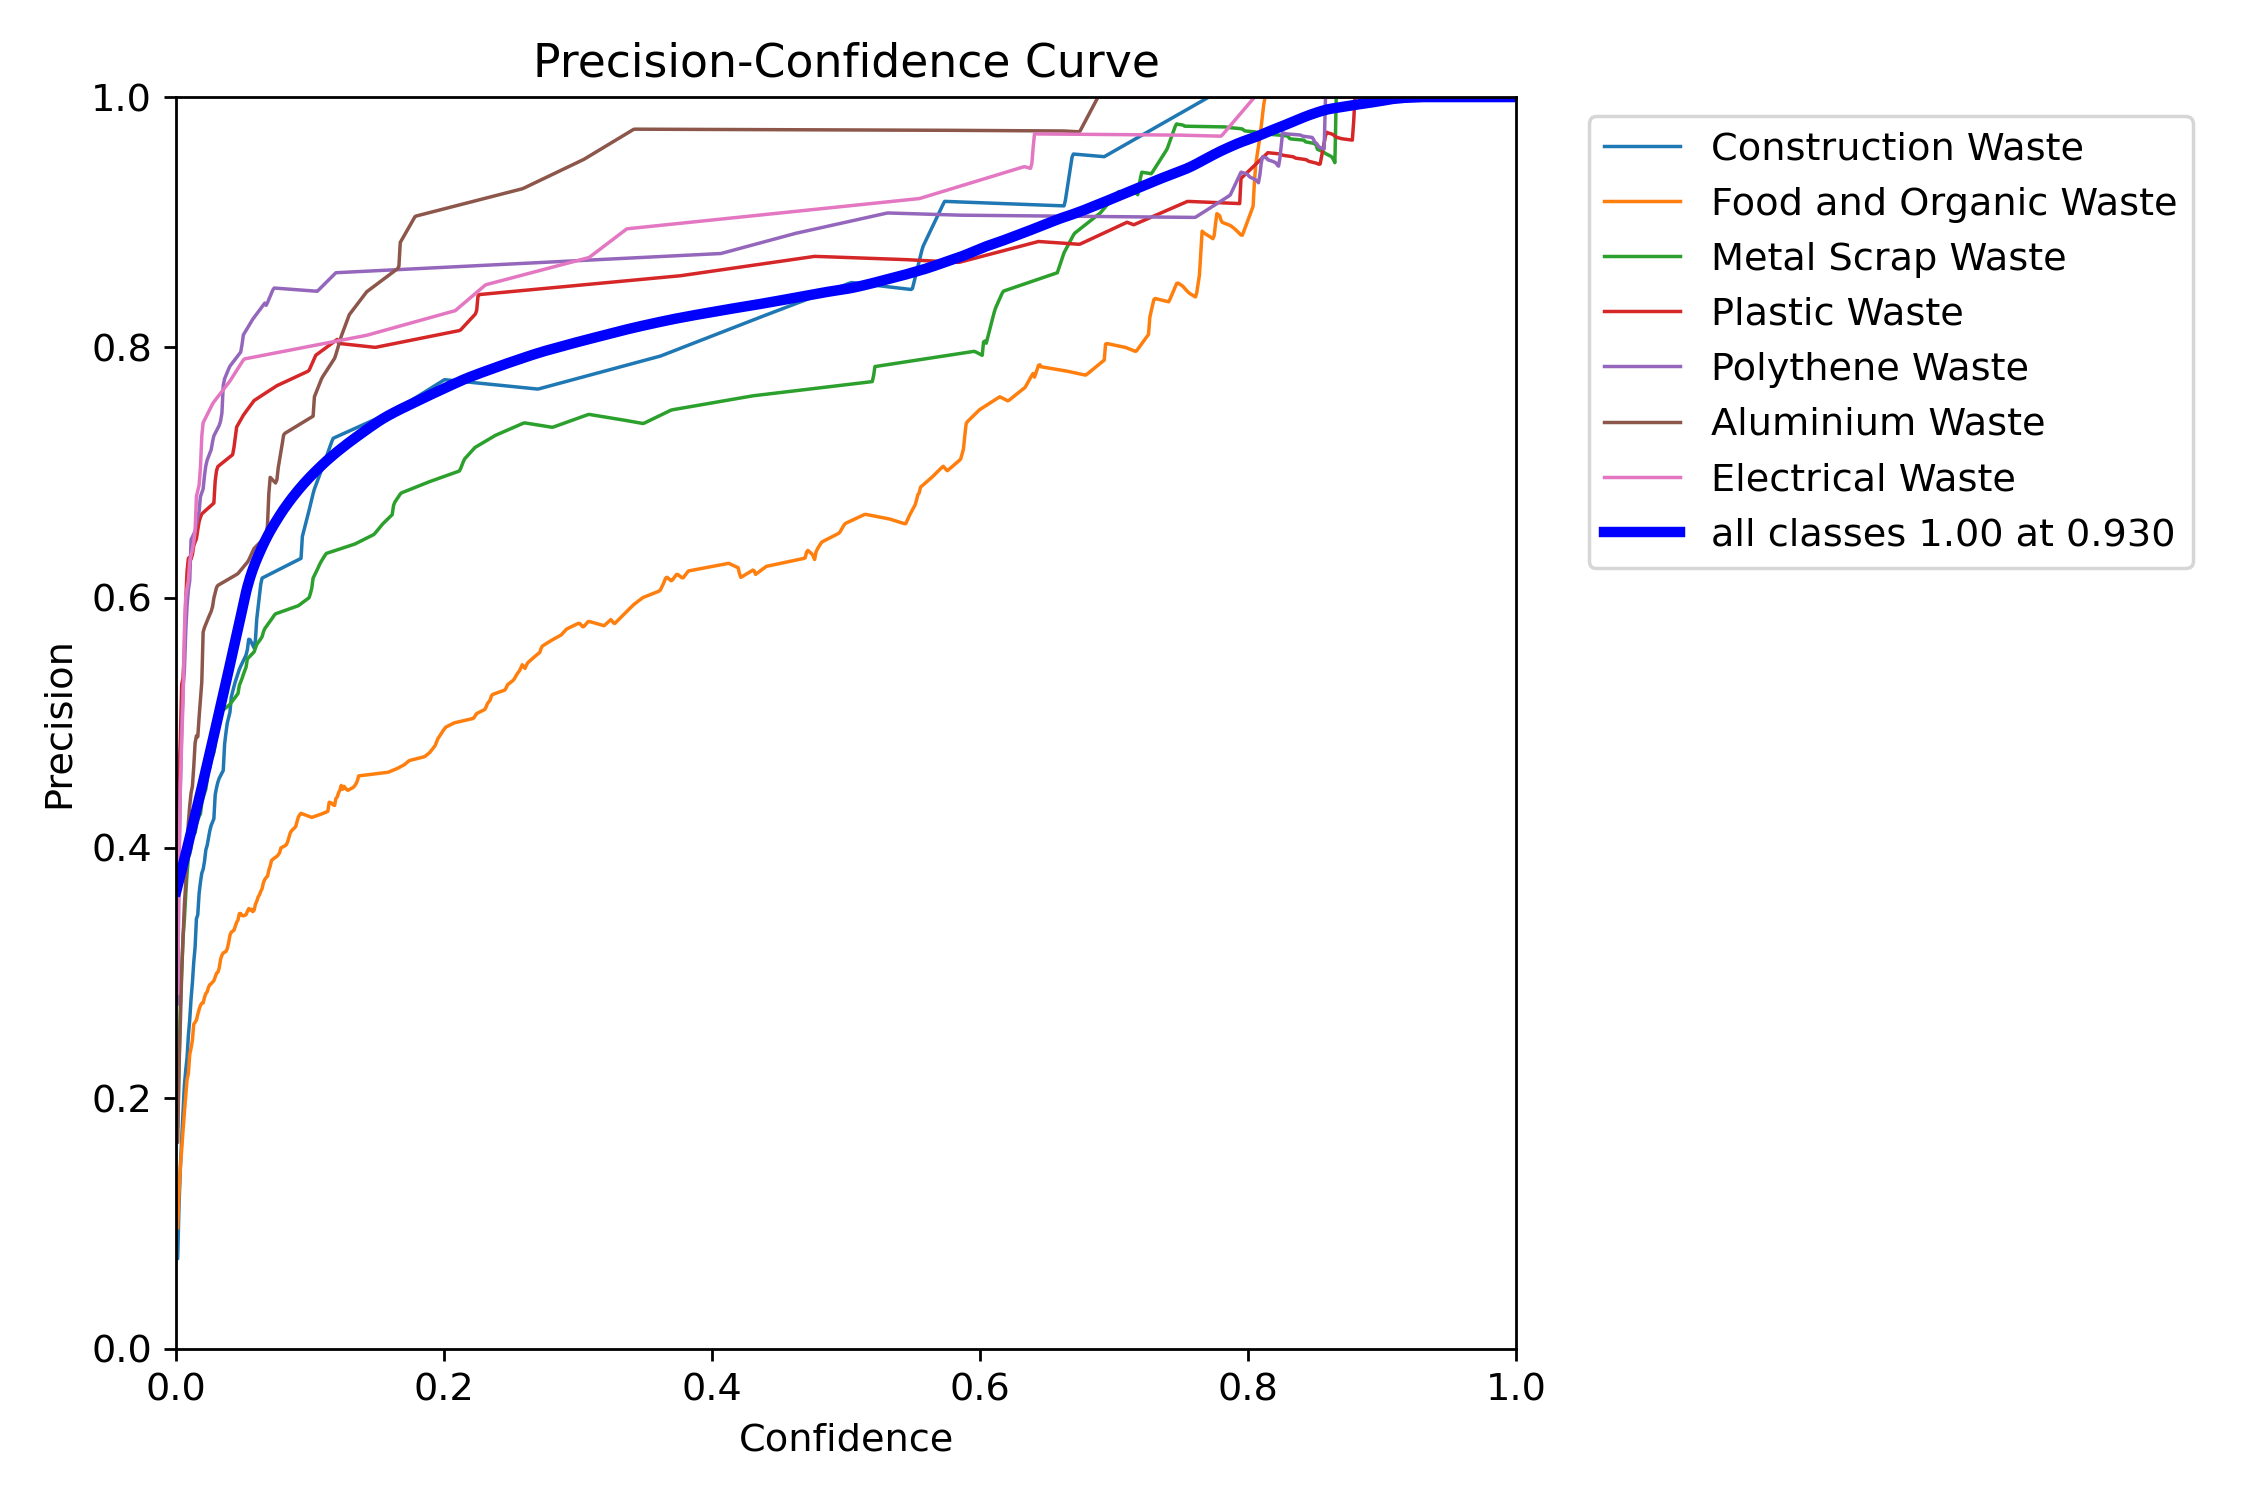 Precision-Confidence Curve
1.0
0.8
0.6
0.4
0.2
0.0
Precision
0.0 0.2 0.4 0.6 0.8 1.0
Confidence
Construction Waste
Food and Organic Waste
Metal Scrap Waste
Plastic Waste
Polythene Waste
Aluminium Waste
Electrical Waste
all classes 1.00 at 0.930